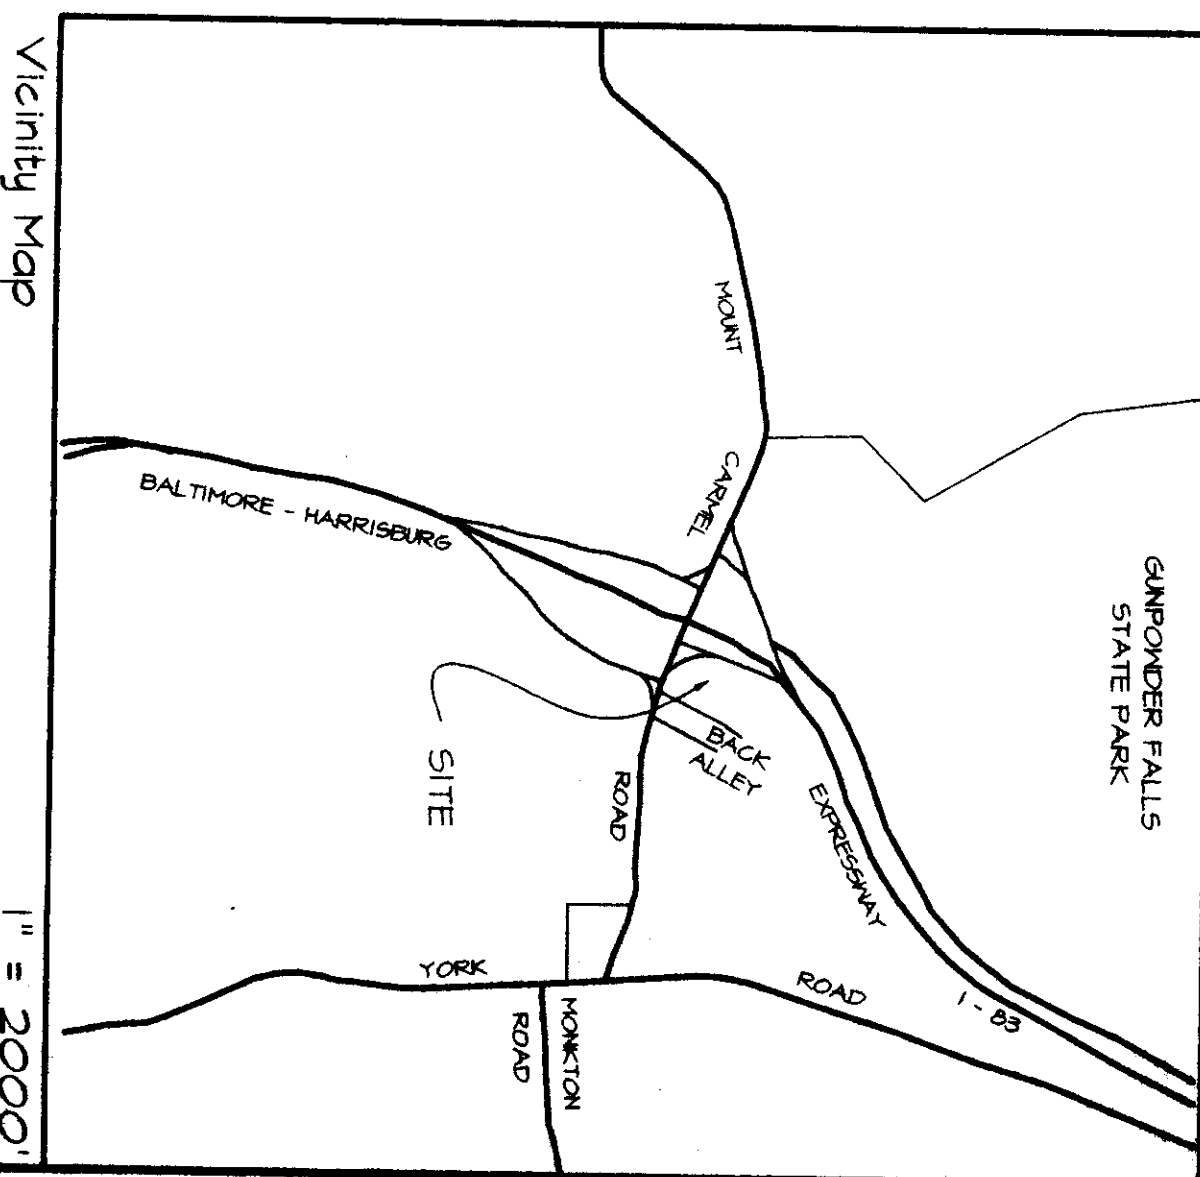 GUNPOWDER FALLS
STATE PARK
MOUNT
CARMEL
ROAD
BALTIMORE - HARRISBURG
EXPRESSWAY
I - 83
BACK
ALLEY
SITE
YORK
ROAD
MONKTON
ROAD
Vicinity Map
1" = 2000'